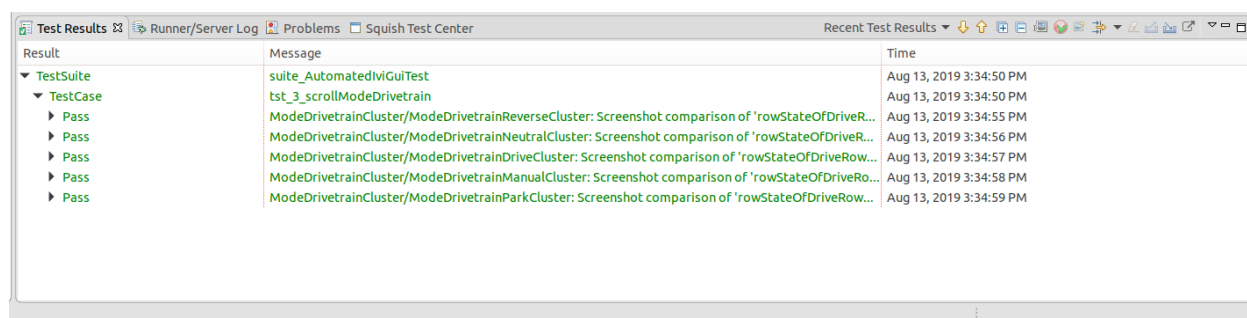 Test Results Runner/Server Log Problems Squish Test Center Recent Test Results
Result Message Time
TestSuite suite_AutomatedIviGuiTest Aug 13, 2019 3:34:50 PM
TestCase tst_3_scrollModeDrivetrain Aug 13, 2019 3:34:50 PM
Pass ModeDrivetrainCluster/ModeDrivetrainReverseCluster: Screenshot comparison of 'rowStateOfDriveR... Aug 13, 2019 3:34:55 PM
Pass ModeDrivetrainCluster/ModeDrivetrainNeutralCluster: Screenshot comparison of 'rowStateOfDriveR... Aug 13, 2019 3:34:56 PM
Pass ModeDrivetrainCluster/ModeDrivetrainDriveCluster: Screenshot comparison of 'rowStateOfDriveRow... Aug 13, 2019 3:34:57 PM
Pass ModeDrivetrainCluster/ModeDrivetrainManualCluster: Screenshot comparison of 'rowStateOfDriveRo... Aug 13, 2019 3:34:58 PM
Pass ModeDrivetrainCluster/ModeDrivetrainParkCluster: Screenshot comparison of 'rowStateOfDriveRow... Aug 13, 2019 3:34:59 PM